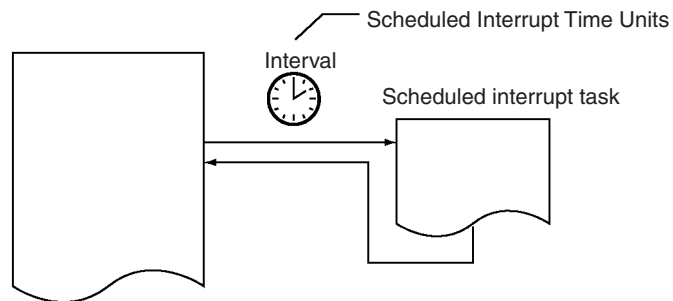 Scheduled Interrupt Time Units
Interval
Scheduled interrupt task